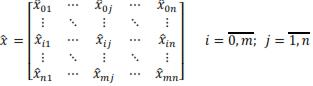 x̂ = [x̂₀₁ ⋯ x̂₀ⱼ ⋯ x̂₀ₙ
⋮ ⋱ ⋮ ⋱ ⋮
x̂ᵢ₁ ⋯ x̂ᵢⱼ ⋯ x̂ᵢₙ
⋮ ⋱ ⋮ ⋱ ⋮
x̂ₙ₁ ⋯ x̂ₘⱼ ⋯ x̂ₘₙ] i = \overline{0,m}; j = \overline{1,n}